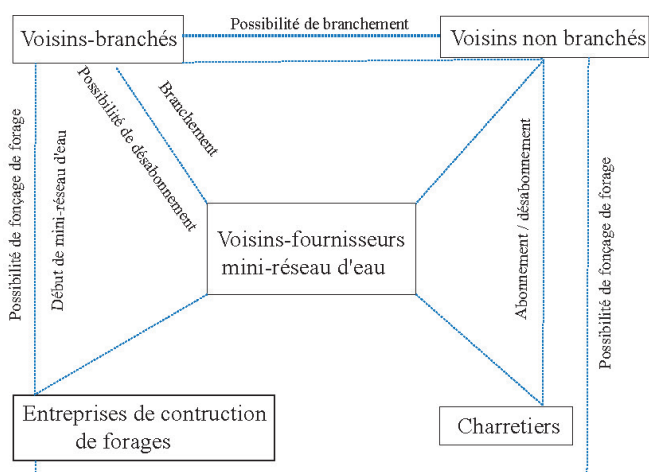 Possibilité de branchement
Voisins-branchés
Voisins non branchés
Possibilité de fonçage de forage
Début de mini-réseau d'eau
Possibilité de désabonnement
Branchement
Voisins-fournisseurs
mini-réseau d'eau
Abonnement / désabonnement
Possibilité de fonçage de forage
Entreprises de contruction
de forages
Charretiers